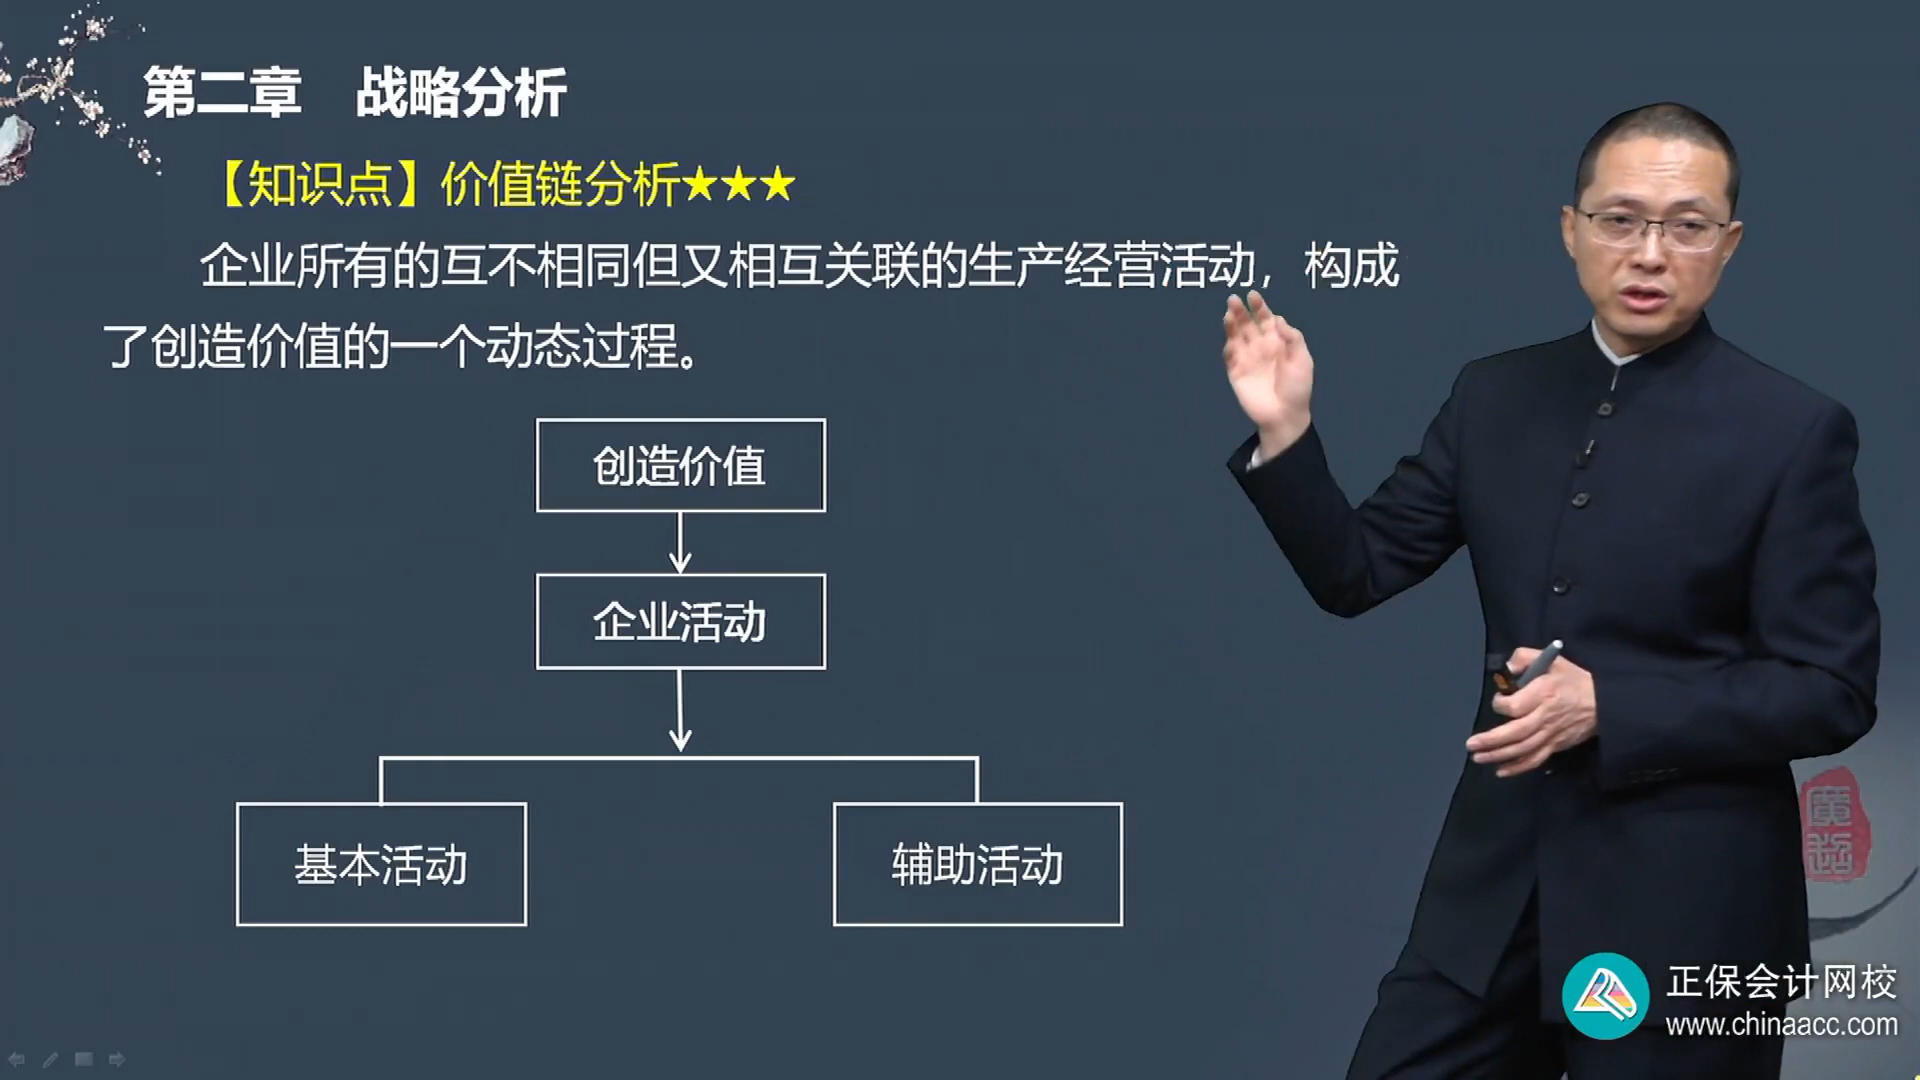 第二章 战略分析
【知识点】价值链分析★★★
企业所有的互不相同但又相互关联的生产经营活动，构成
了创造价值的一个动态过程。
创造价值
企业活动
基本活动
辅助活动
正保会计网校
www.chinaacc.com